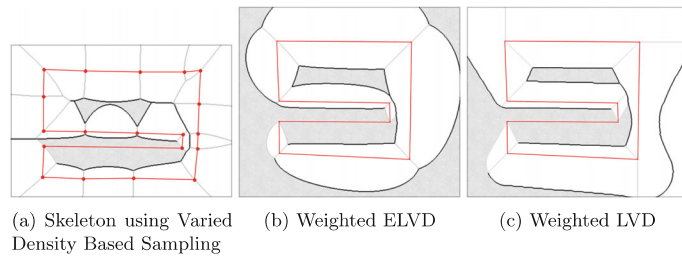 (a) Skeleton using Varied Density Based Sampling
(b) Weighted ELVD
(c) Weighted LVD